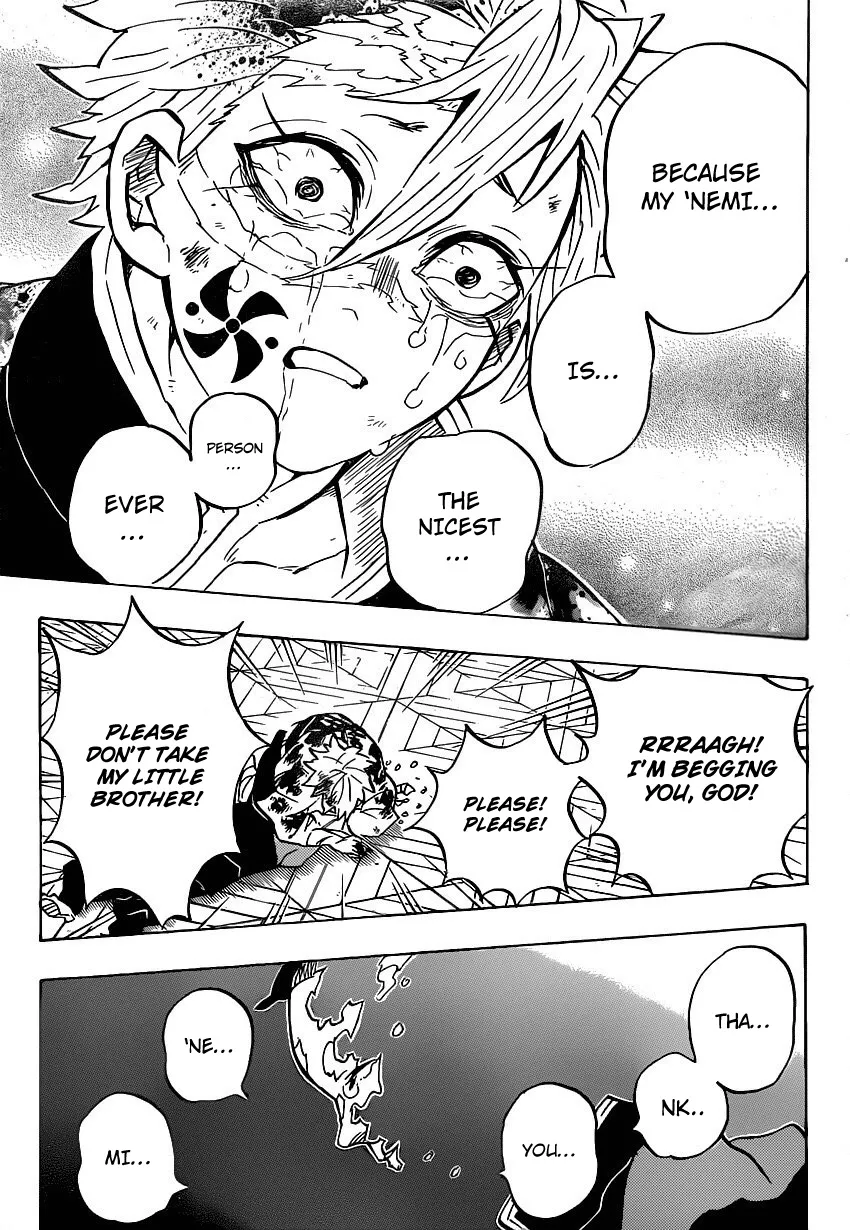 BECAUSE
MY 'NEMI...
IS...
THE
NICEST
...
PERSON
...
EVER
...
RRRAAGH!
I'M BEGGING
YOU, GOD!
PLEASE!
PLEASE!
PLEASE
DON'T TAKE
MY LITTLE
BROTHER!
THA...
NK..
YOU...
'NE...
MI...